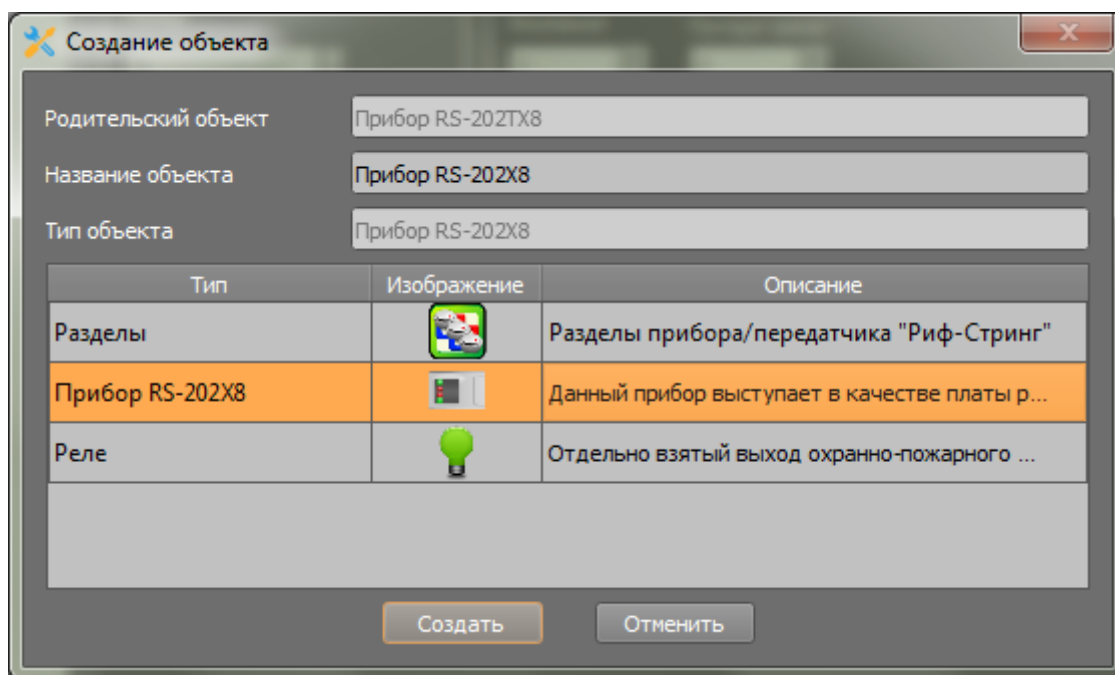 Создание объекта
Родительский объект Прибор RS-202TX8
Название объекта Прибор RS-202X8
Тип объекта Прибор RS-202X8
Тип Изображение Описание
Разделы Разделы прибора/передатчика "Риф-Стринг"
Прибор RS-202X8 Данный прибор выступает в качестве платы р...
Реле Отдельно взятый выход охранно-пожарного ...
Создать Отменить